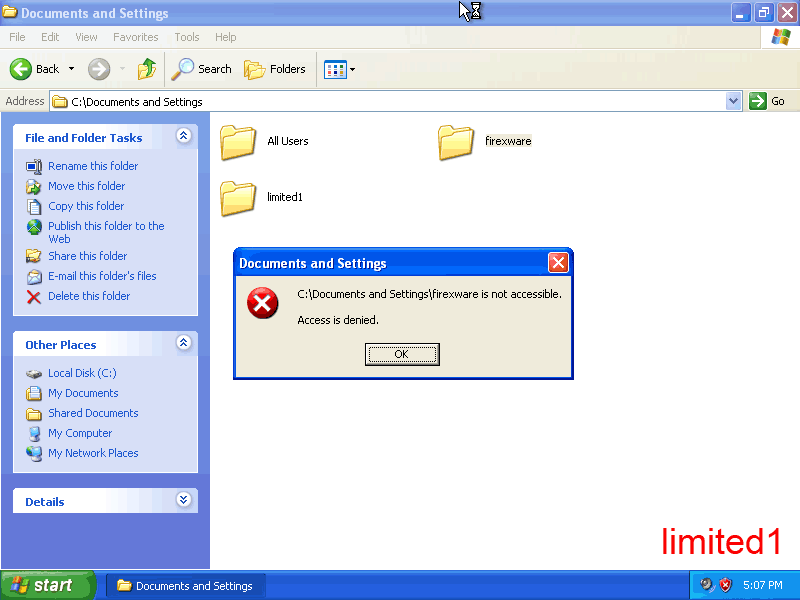 Documents and Settings
File Edit View Favorites Tools Help
Back Search Folders
Address C:\Documents and Settings Go
File and Folder Tasks
Rename this folder
Move this folder
Copy this folder
Publish this folder to the
Web
Share this folder
E-mail this folder's files
Delete this folder
Other Places
Local Disk (C:)
My Documents
Shared Documents
My Computer
My Network Places
Details
All Users firexware
limited1
Documents and Settings
C:\Documents and Settings\firexware is not accessible.
Access is denied.
OK
limited1
start Documents and Settings 5:07 PM